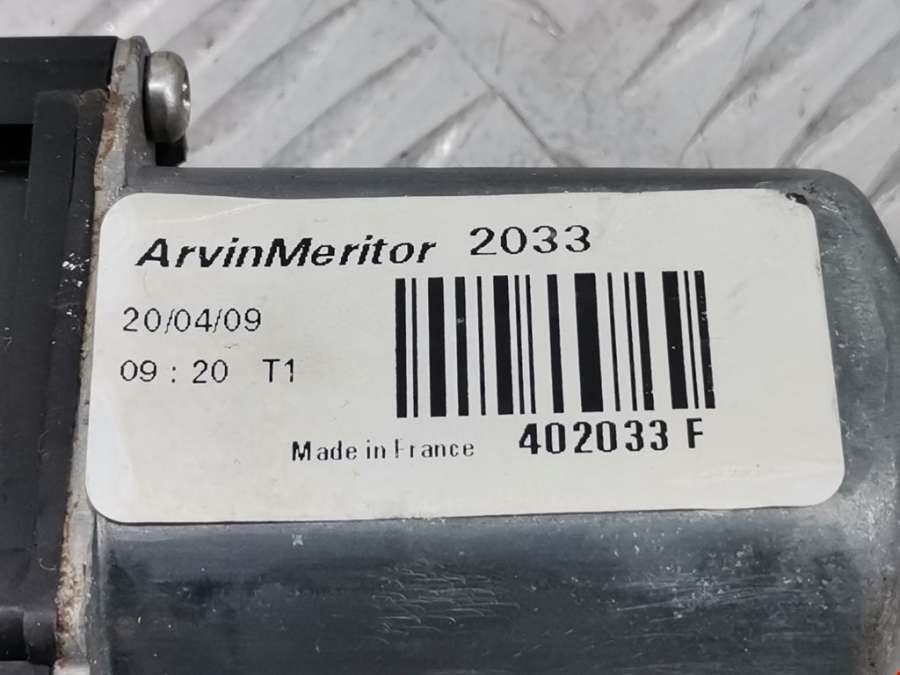 ArvinMeritor 2033
20/04/09
09 : 20 T1
Made in France 402033 F